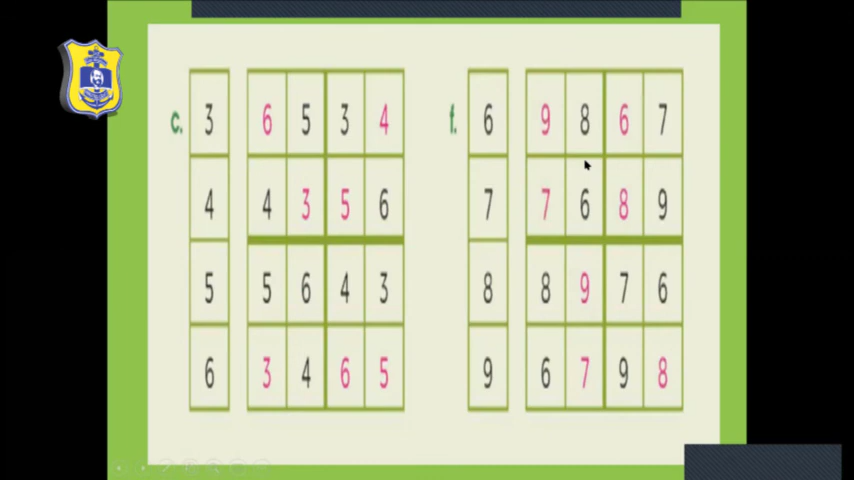 c. 3 6 5 3 4
4 4 3 5 6
5 5 6 4 3
6 3 4 6 5
f. 6 9 8 6 7
7 7 6 8 9
8 8 9 7 6
9 6 7 9 8